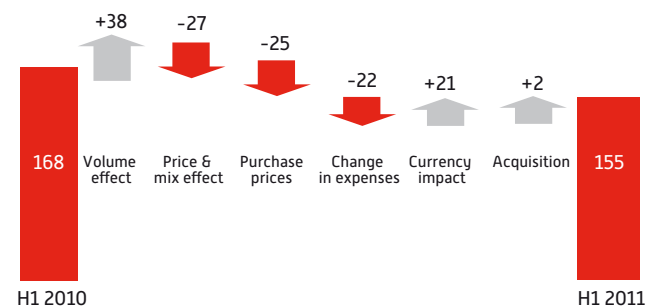 +38
-27
-25
-22
+21
+2
168
Volume
effect
Price &
mix effect
Purchase
prices
Change
in expenses
Currency
impact
Acquisition
155
H1 2010
H1 2011